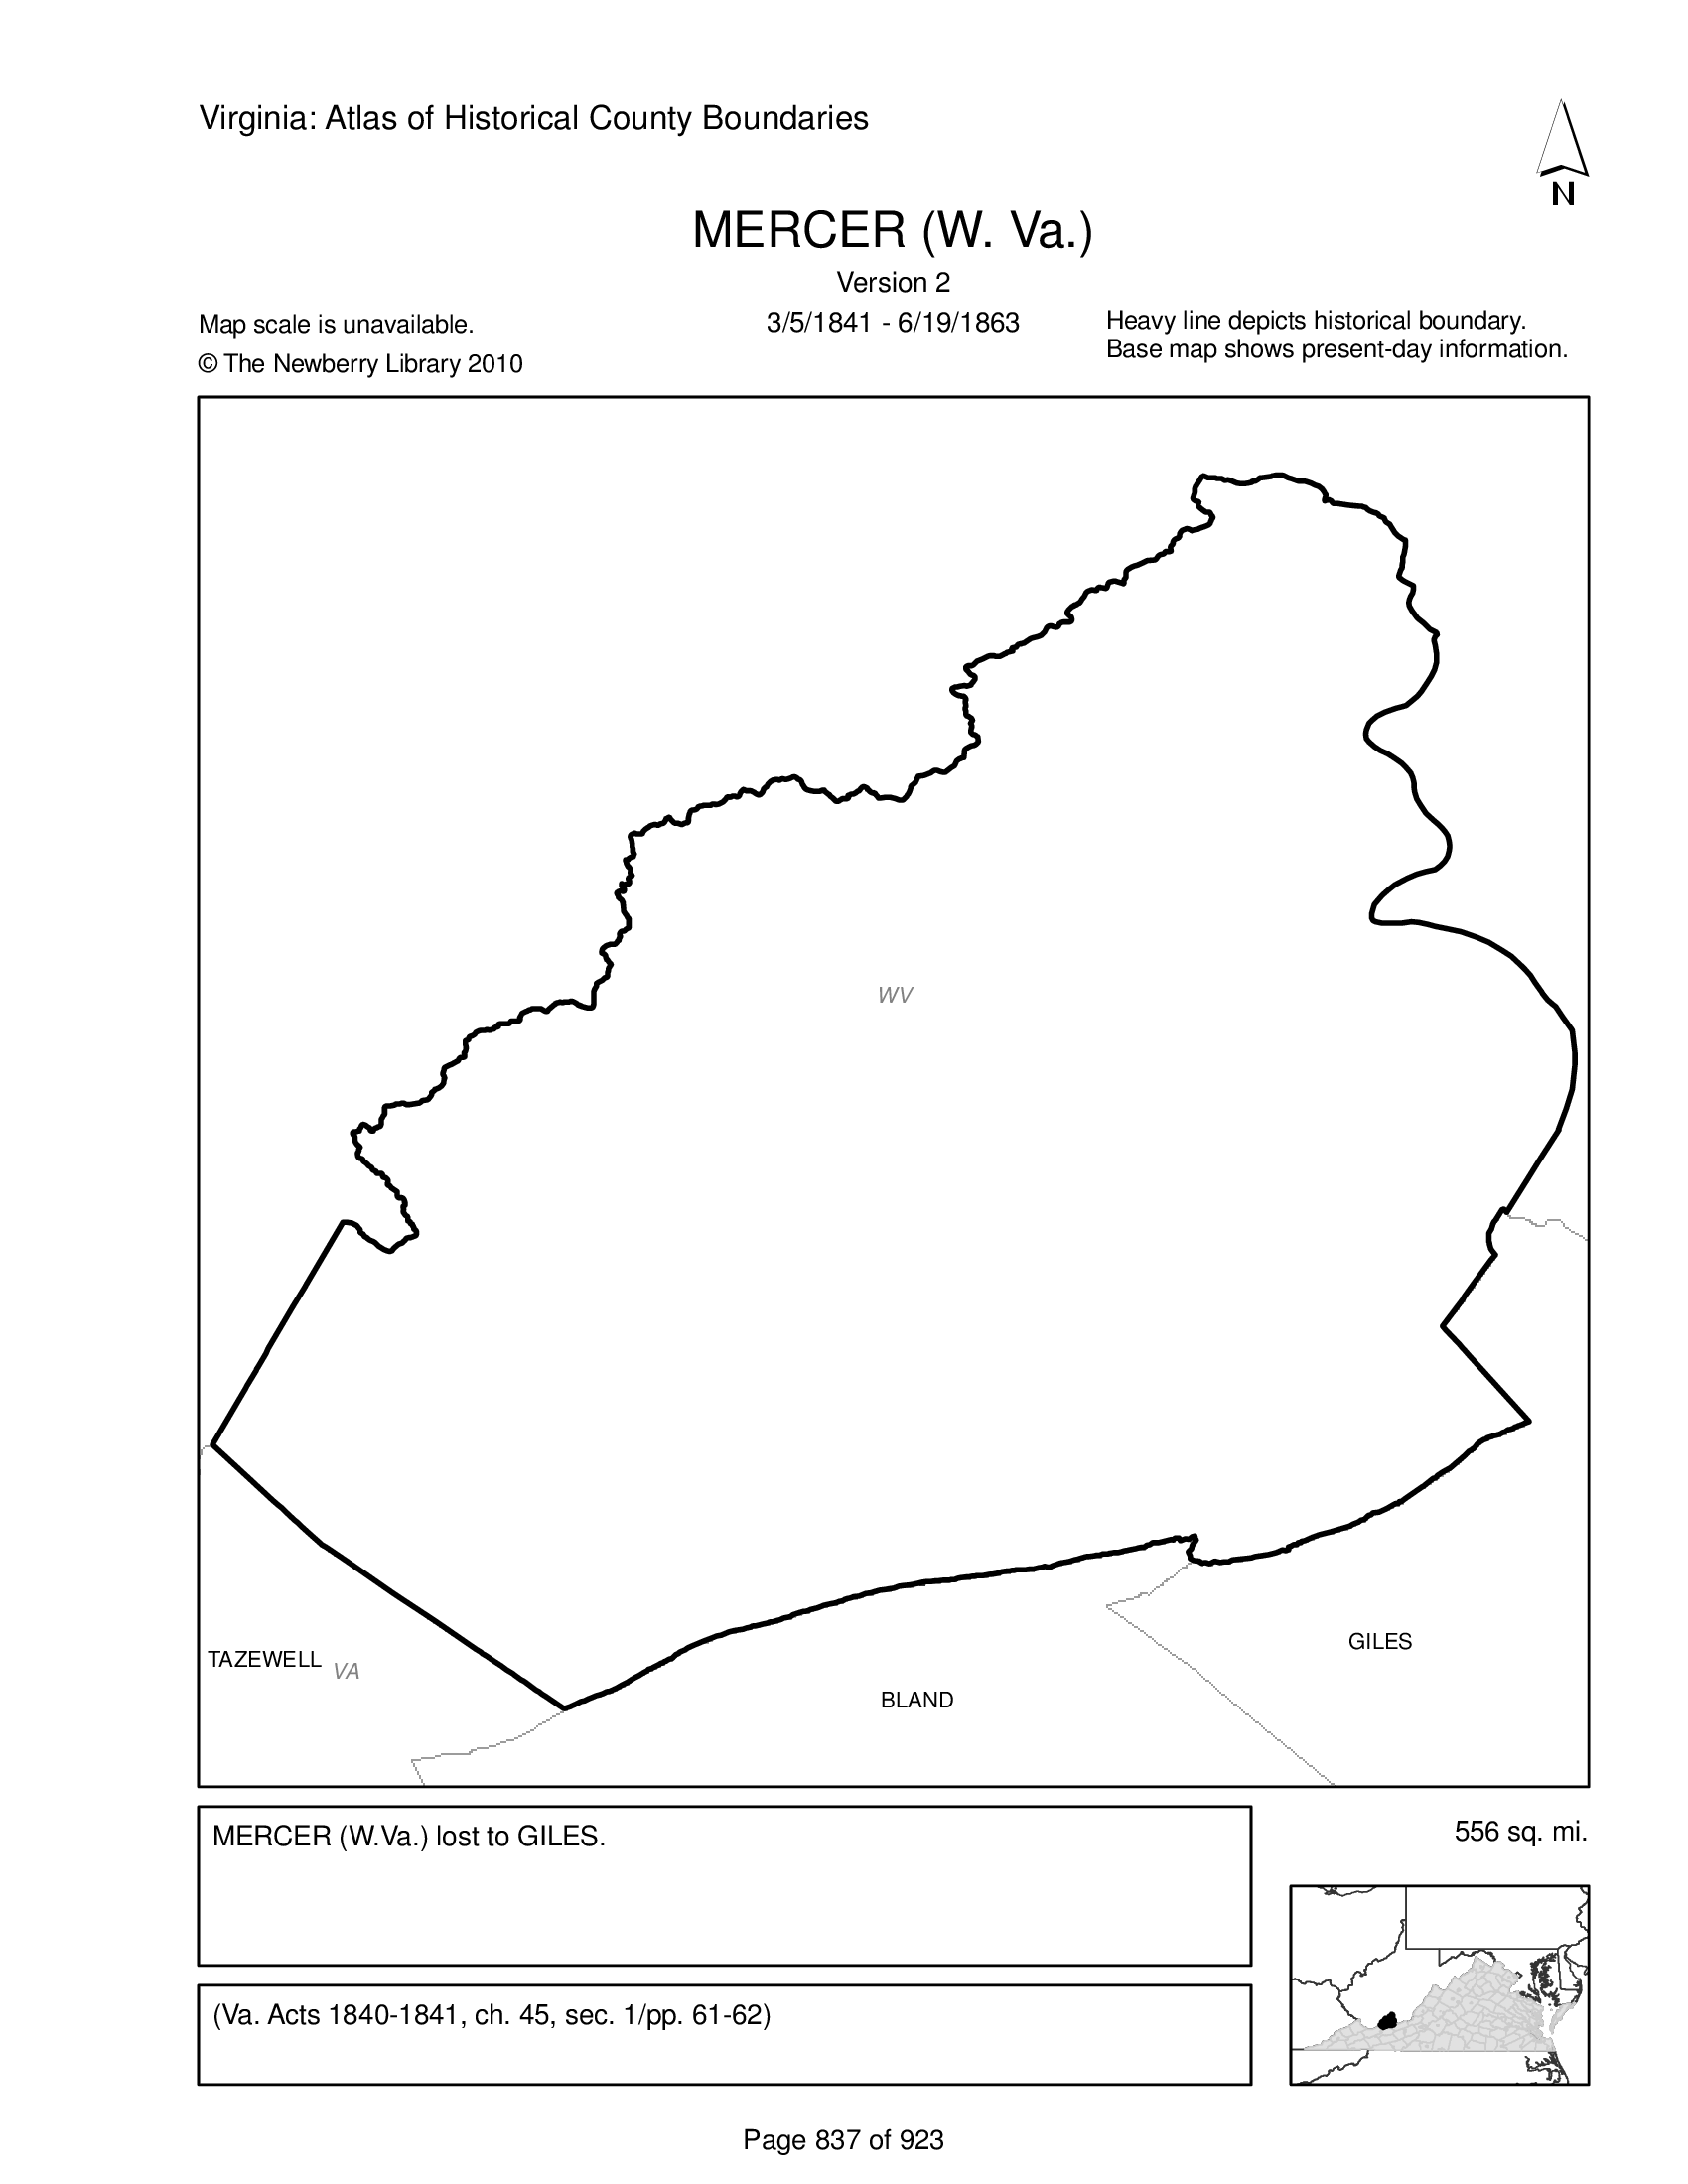 Virginia: Atlas of Historical County Boundaries
N
MERCER (W. Va.)
Version 2
3/5/1841 - 6/19/1863
Map scale is unavailable.
© The Newberry Library 2010
Heavy line depicts historical boundary.
Base map shows present-day information.
WV
TAZEWELL
VA
GILES
BLAND
MERCER (W.Va.) lost to GILES.
556 sq. mi.
(Va. Acts 1840-1841, ch. 45, sec. 1/pp. 61-62)
Page 837 of 923